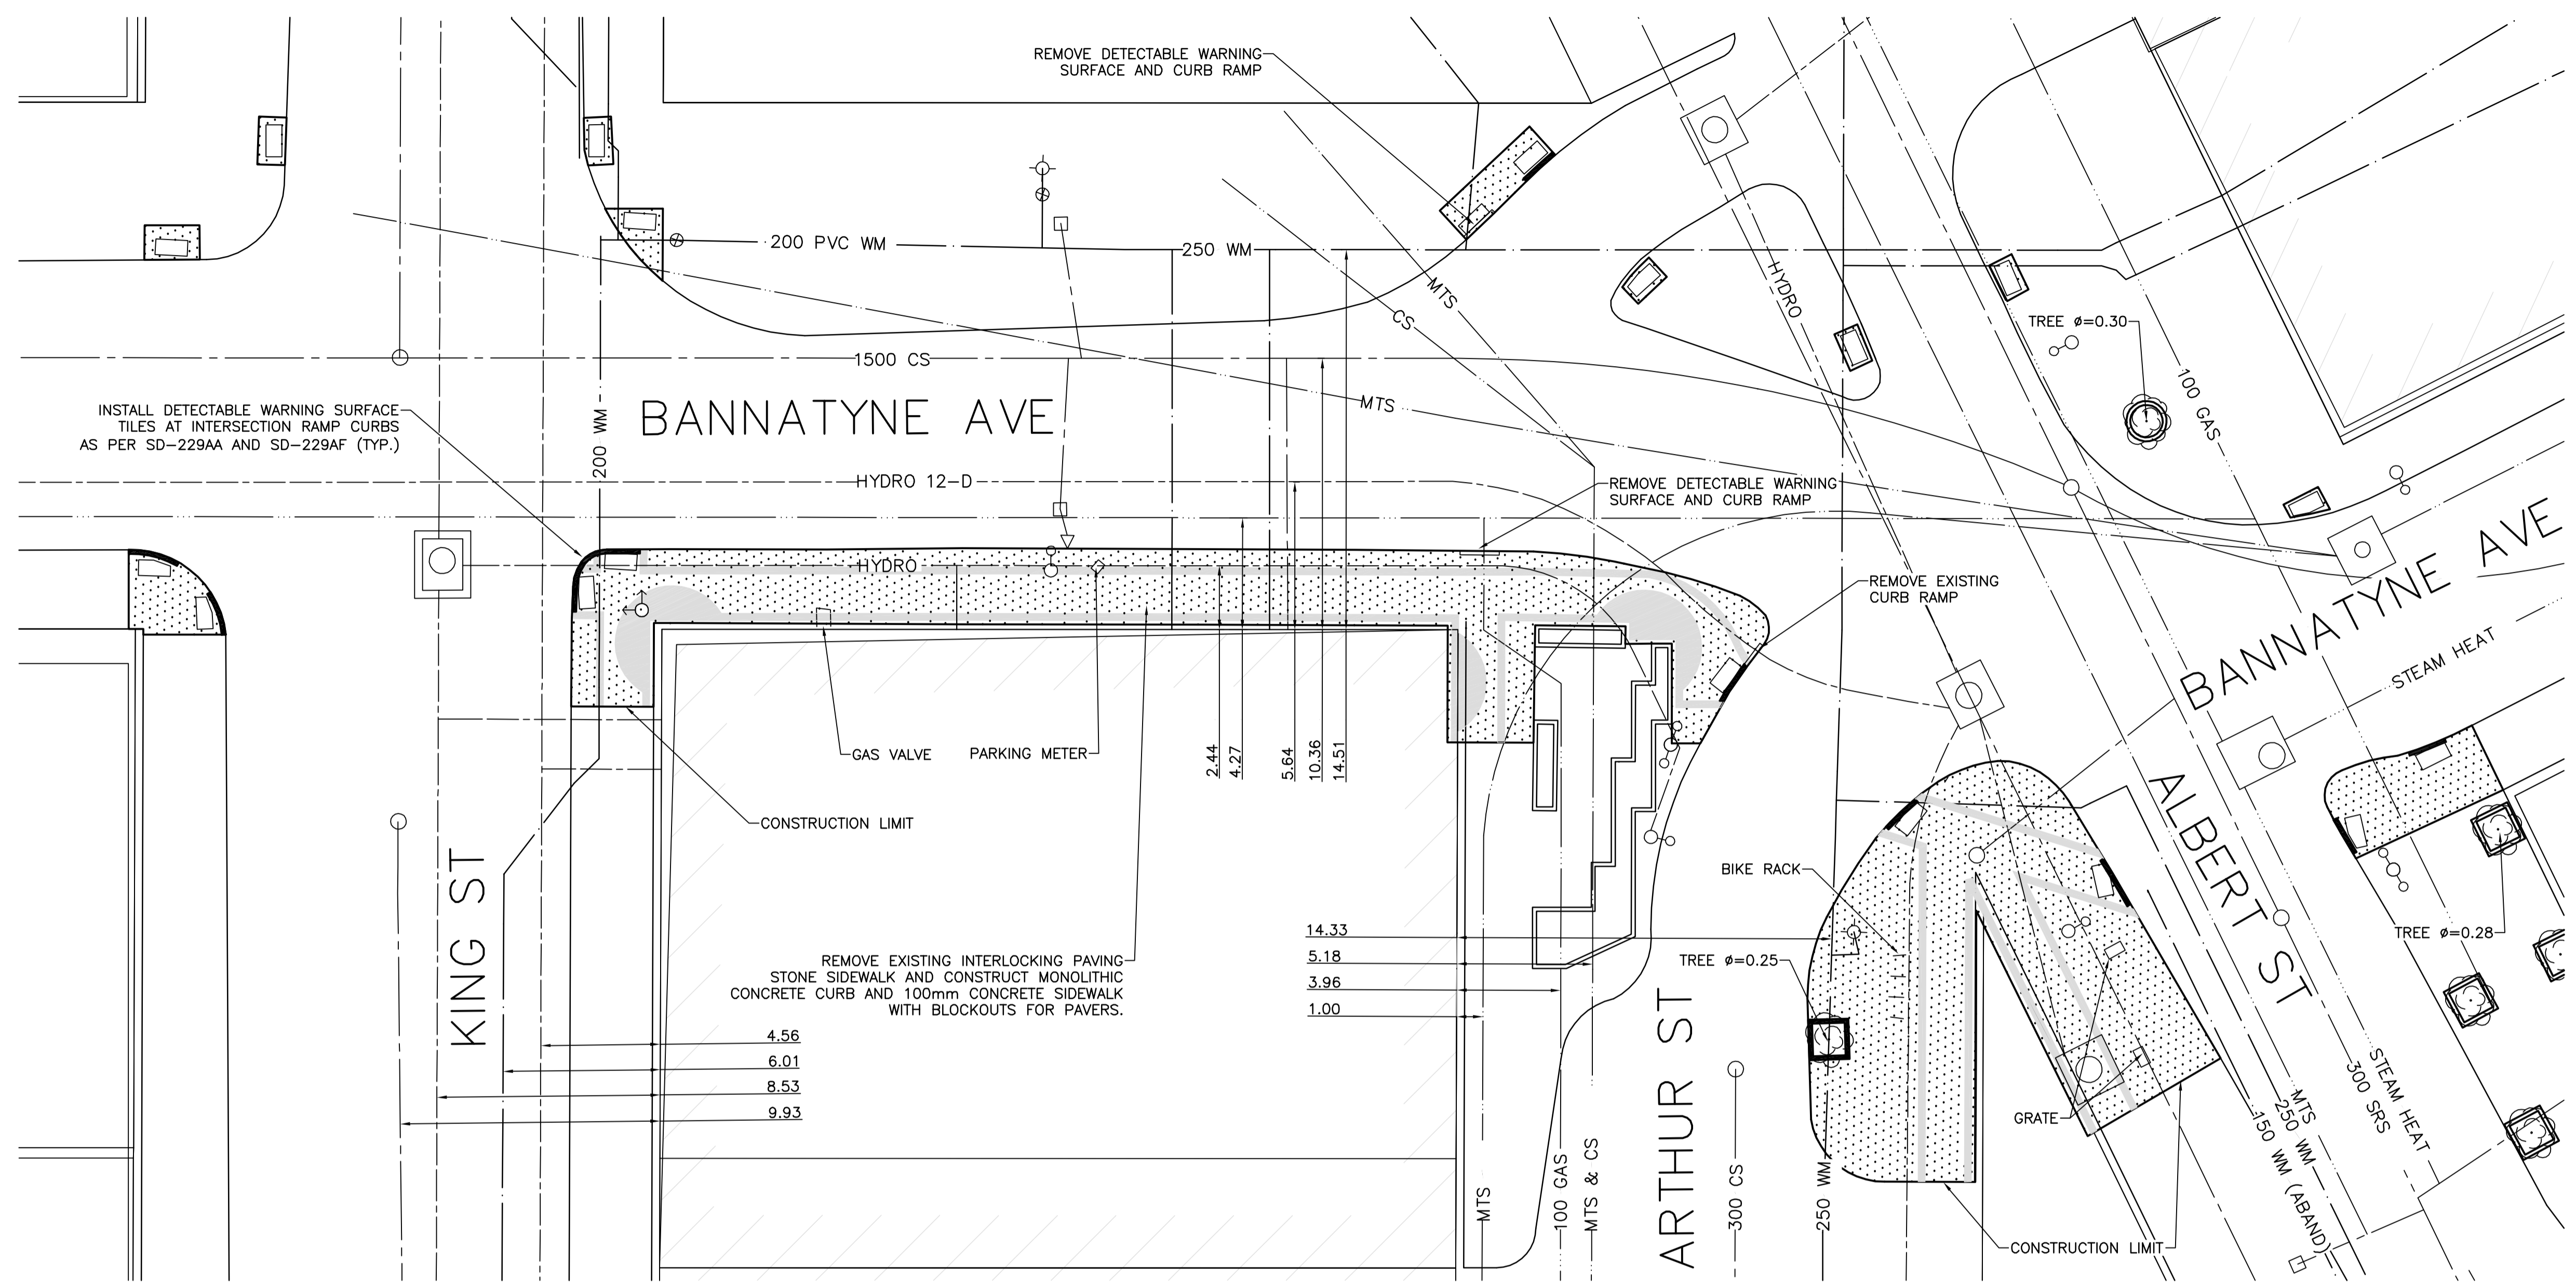 REMOVE DETECTABLE WARNING
SURFACE AND CURB RAMP
200 PVC WM
250 WM
MTS
CS
HYDRO
TREE ø=0.30
100 GAS
1500 CS
MTS
INSTALL DETECTABLE WARNING SURFACE
TILES AT INTERSECTION RAMP CURBS
AS PER SD-229AA AND SD-229AF (TYP.)
200 WM
BANNATYNE AVE
HYDRO 12-D
REMOVE DETECTABLE WARNING
SURFACE AND CURB RAMP
HYDRO
REMOVE EXISTING
CURB RAMP
BANNATYNE AVE
STEAM HEAT
GAS VALVE
PARKING METER
2.44
4.27
5.64
10.36
14.51
CONSTRUCTION LIMIT
KING ST
ALBERT ST
BIKE RACK
TREE ø=0.28
14.33
5.18
3.96
1.00
TREE ø=0.25
REMOVE EXISTING INTERLOCKING PAVING
STONE SIDEWALK AND CONSTRUCT MONOLITHIC
CONCRETE CURB AND 100mm CONCRETE SIDEWALK
WITH BLOCKOUTS FOR PAVERS.
4.56
6.01
8.53
9.93
ARTHUR ST
GRATE
MTS
100 GAS
MTS & CS
300 CS
250 WM
CONSTRUCTION LIMIT
150 WM (ABAND)
250 WM
MTS
300 SRS
STEAM HEAT